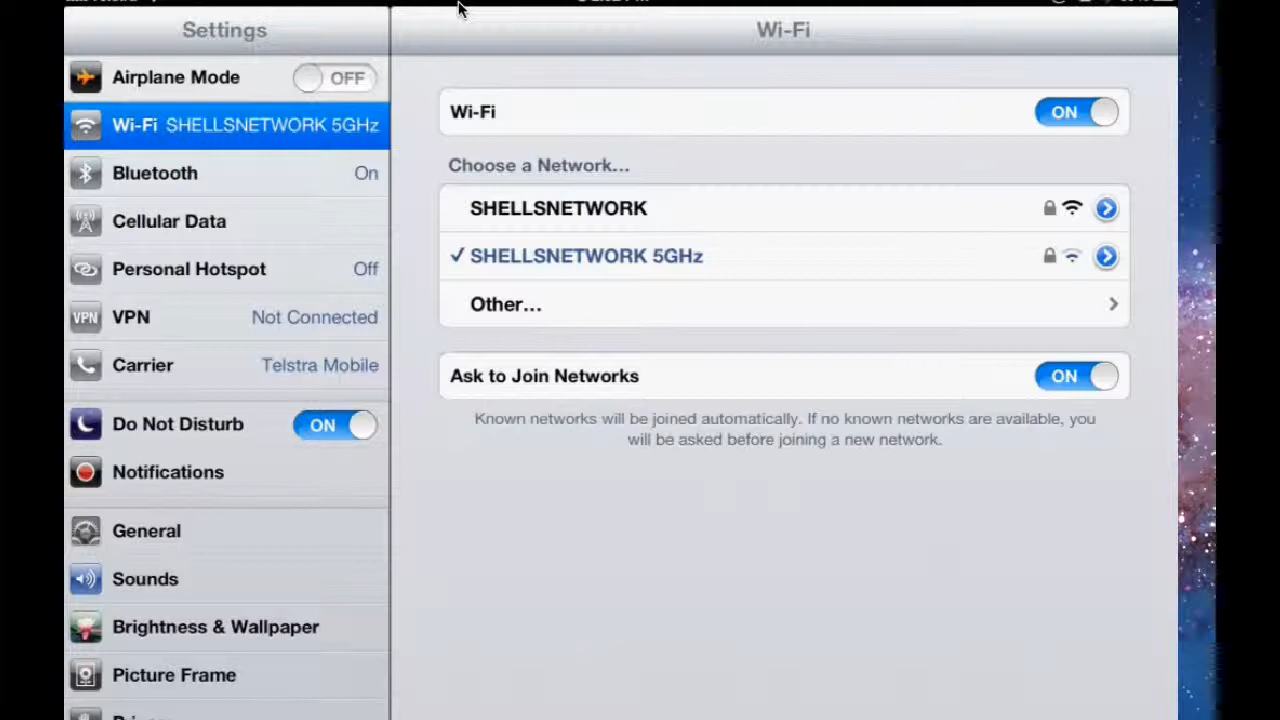 Settings
Wi-Fi
Airplane Mode OFF
Wi-Fi SHELLSNETWORK 5GHz
Bluetooth On
Cellular Data
Personal Hotspot Off
VPN VPN Not Connected
Carrier Telstra Mobile
Do Not Disturb ON
Notifications
General
Sounds
Brightness & Wallpaper
Picture Frame
Wi-Fi ON
Choose a Network...
SHELLSNETWORK
✓ SHELLSNETWORK 5GHz
Other...
Ask to Join Networks ON
Known networks will be joined automatically. If no known networks are available, you
will be asked before joining a new network.